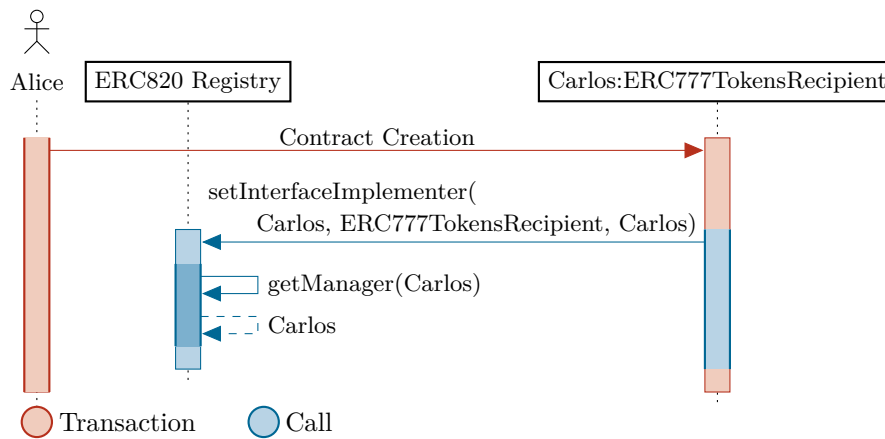 Alice
ERC820 Registry
Carlos:ERC777TokensRecipient
Contract Creation
setInterfaceImplementer(
Carlos, ERC777TokensRecipient, Carlos)
getManager(Carlos)
Carlos
Transaction
Call